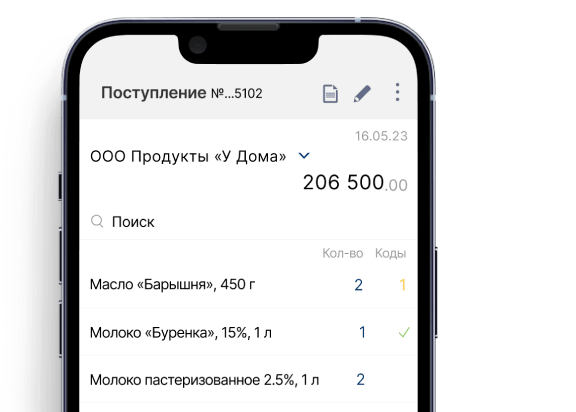 Поступление №...5102
16.05.23
ООО Продукты «У Дома»
206 500.00
Поиск
Кол-во Коды
Масло «Барышня», 450 г 2 1
Молоко «Буренка», 15%, 1 л 1
Молоко пастеризованное 2.5%, 1 л 2